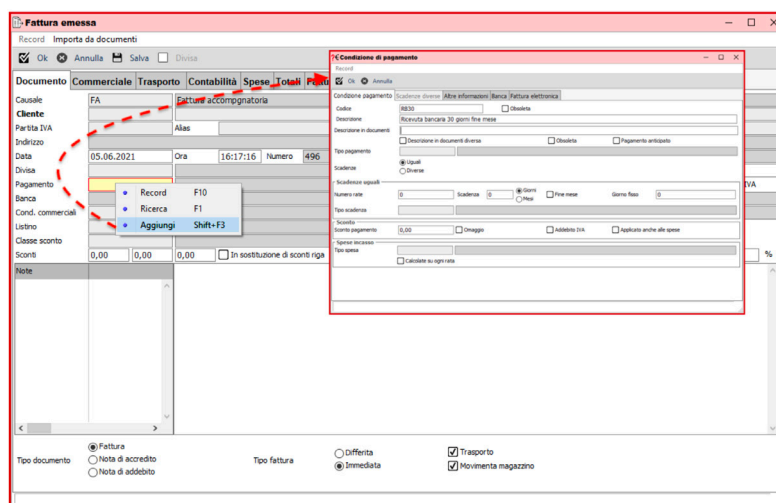 Fattura emessa
Record Importa da documenti
Ok Annulla Salva Divisa
Documento Commerciale Trasporto Contabilità Spese Totali
Causale FA Fattura accompgnatoria
Cliente
Partita IVA Alias
Indirizzo
Data 05.06.2021 Ora 16:17:16 Numero 496
Divisa
Pagamento IVA
Banca
Cond. commerciali
Listino
Classe sconto
Sconti 0,00 0,00 0,00 In sostituzione di sconti riga %
Note
Record F10
Ricerca F1
Aggiungi Shift+F3
Condizione di pagamento
Record
Ok Annulla
Condizione pagamento Scadenze diverse Altre informazioni Banca Fattura elettronica
Codice RB30 Obsoleta
Descrizione Ricevuta bancaria 30 giorni fine mese
Descrizione in documenti
Descrizione in documenti diversa Obsoleta Pagamento anticipato
Tipo pagamento
Scadenze Uguali
Diverse
Scadenze uguali
Numero rate 0 Scadenza 0 Giorni Mesi Fine mese Giorno fisso 0
Tipo scadenza
Sconto
Sconto pagamento 0,00 Omaggio Addebito IVA Applicato anche alle spese
Spese incasso
Tipo spesa
Calcolate su ogni rata
Tipo documento Fattura
Nota di accredito
Nota di addebito
Tipo fattura Differita
Immediata
Trasporto
Movimenta magazzino